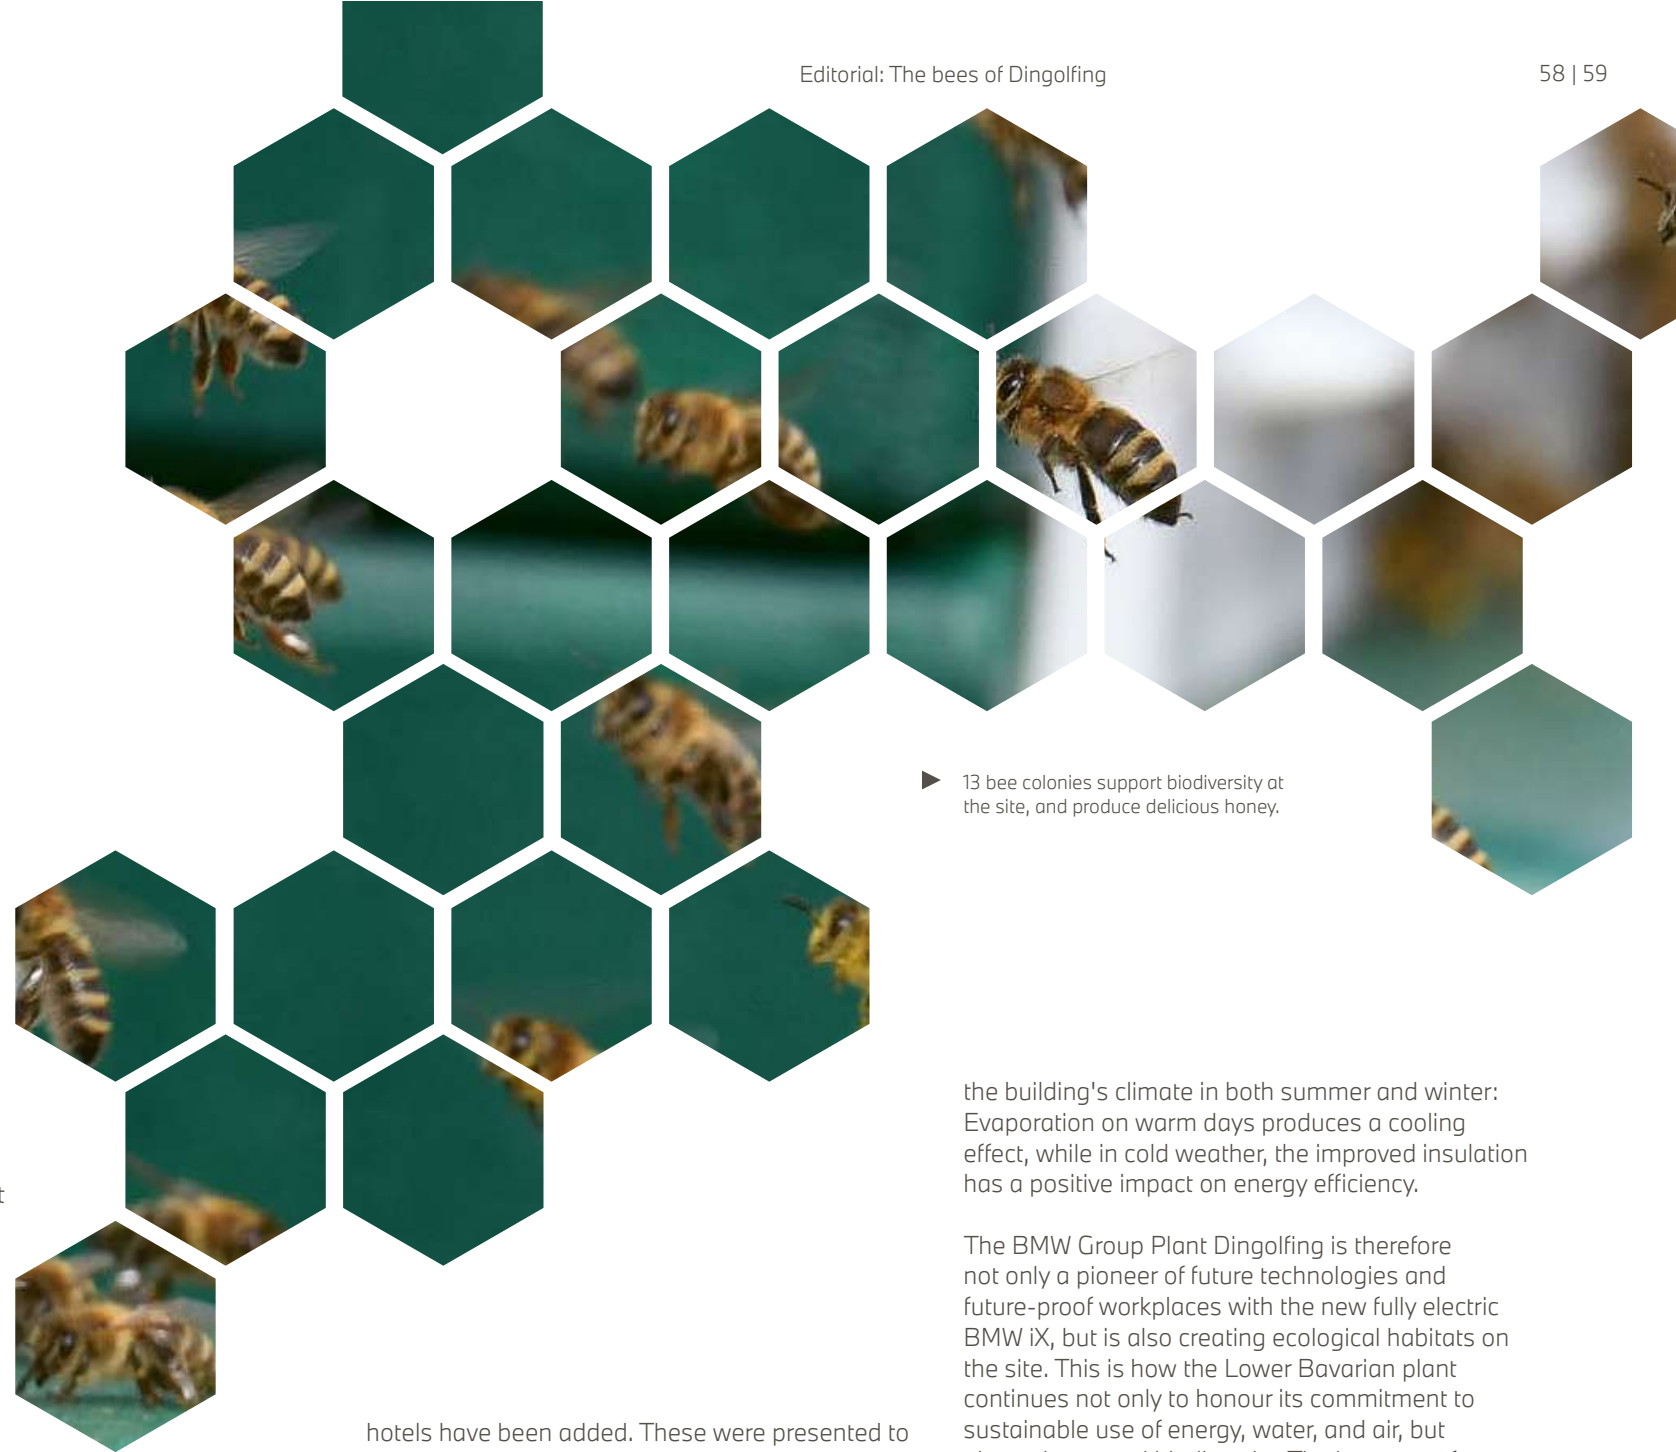 Editorial: The bees of Dingolfing
58 | 59
13 bee colonies support biodiversity at
the site, and produce delicious honey.
hotels have been added. These were presented to
the building's climate in both summer and winter:
Evaporation on warm days produces a cooling
effect, while in cold weather, the improved insulation
has a positive impact on energy efficiency.
The BMW Group Plant Dingolfing is therefore
not only a pioneer of future technologies and
future-proof workplaces with the new fully electric
BMW iX, but is also creating ecological habitats on
the site. This is how the Lower Bavarian plant
continues not only to honour its commitment to
sustainable use of energy, water, and air, but